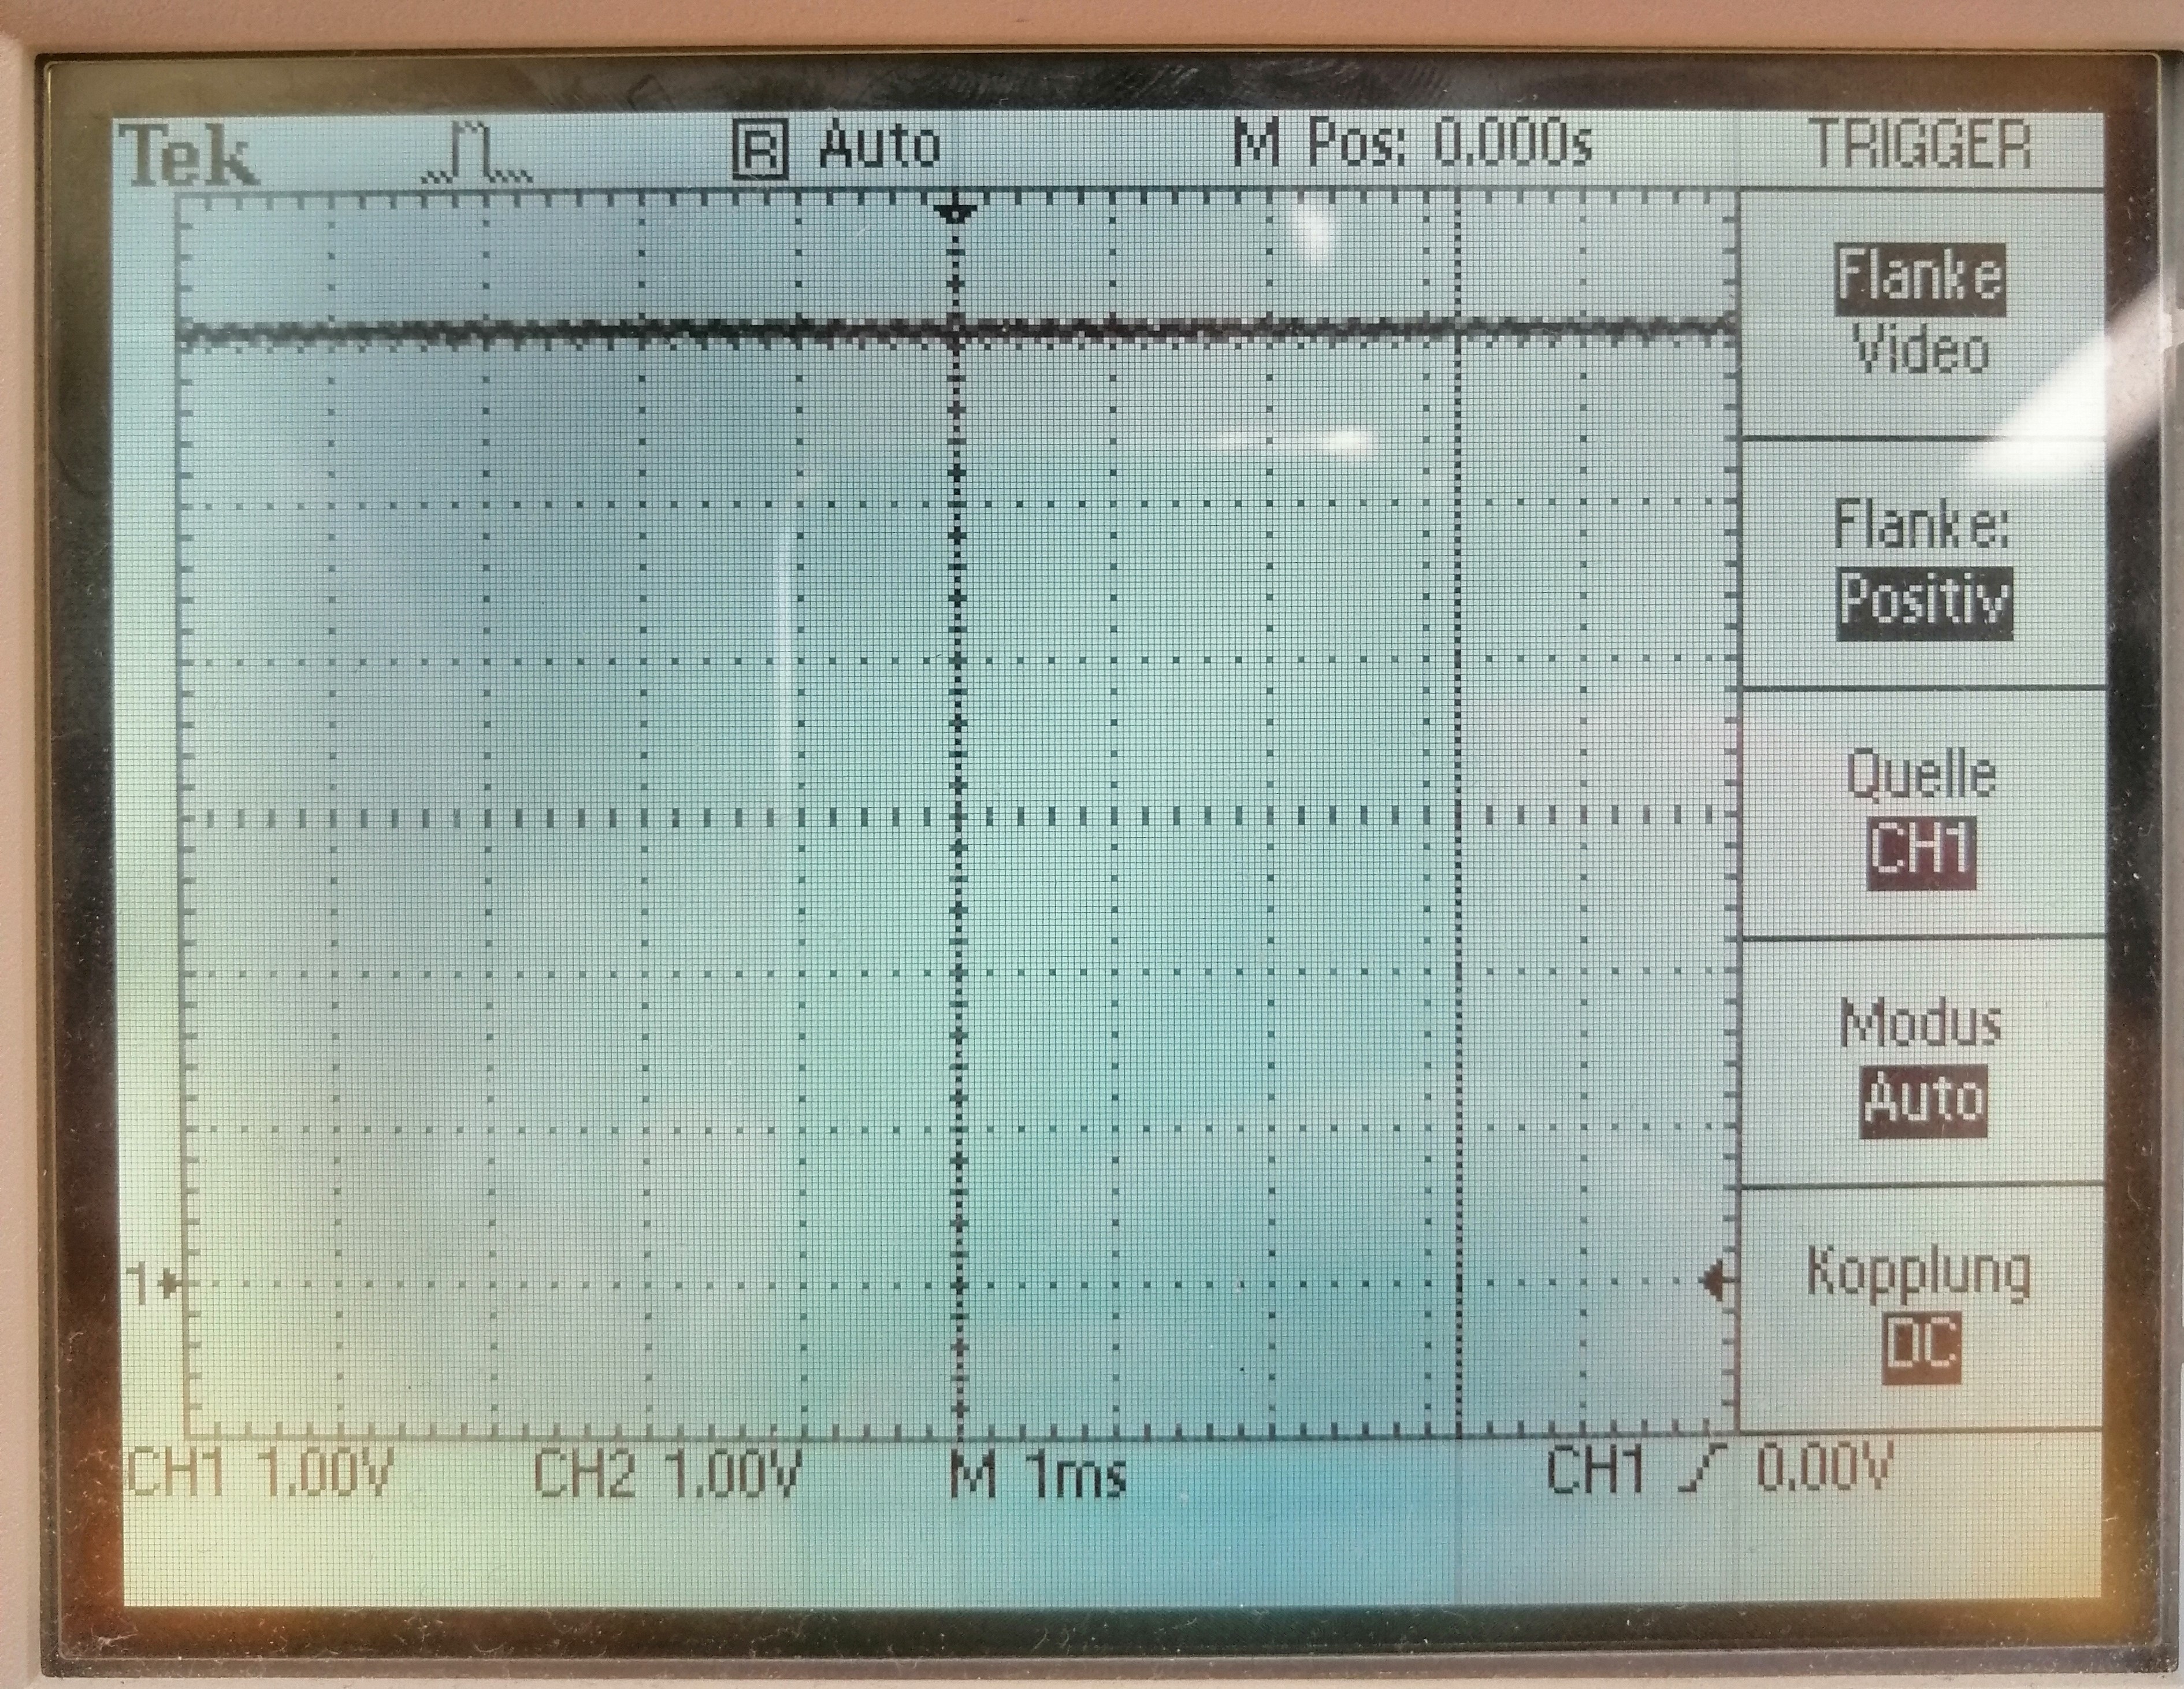 Tek R Auto M Pos: 0.000s TRIGGER
Flanke
Video
Flanke:
Positiv
Quelle
CH1
Modus
Auto
1
Kopplung
DC
CH1 1.00V CH2 1.00V M 1ms CH1 0.00V